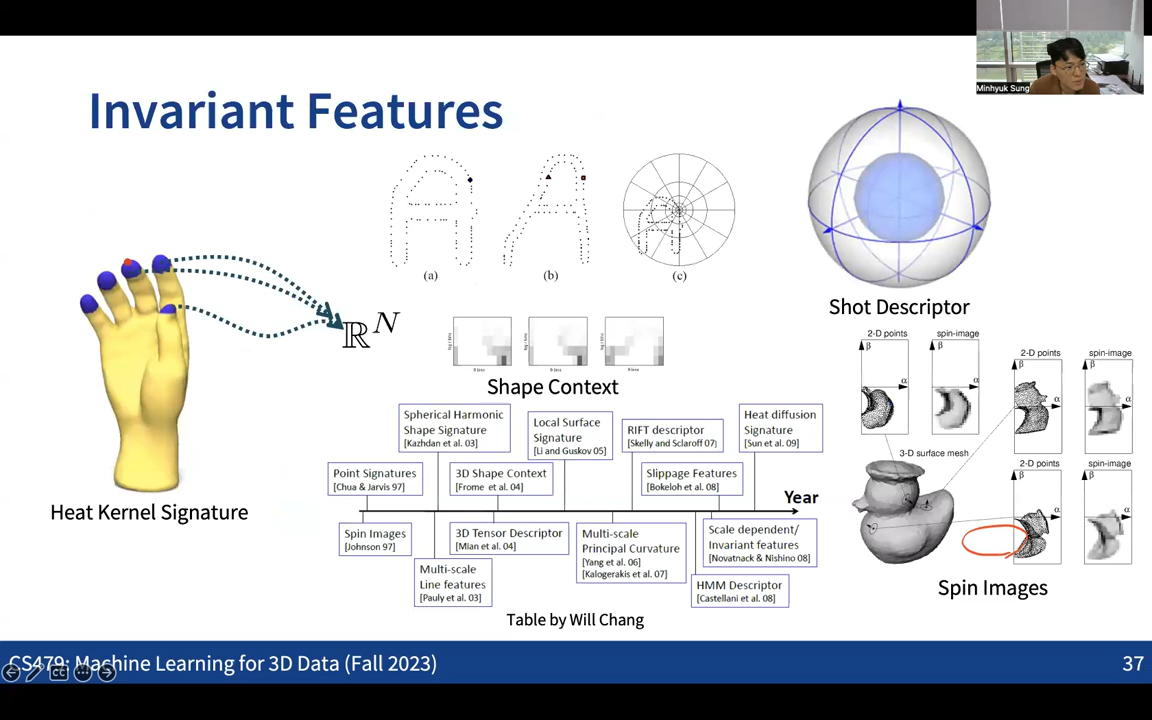 Minhyuk Sung
Invariant Features
(a)
(b)
(c)
Shot Descriptor
ℝ^N
Shape Context
Heat Kernel Signature
Spherical Harmonic
Shape Signature
[Kazhdan et al. 03]
Local Surface
Signature
[Li and Guskov 05]
RIFT descriptor
[Skelly and Sclaroff 07]
Heat diffusion
Signature
[Sun et al. 09]
Point Signatures
[Chua & Jarvis 97]
3D Shape Context
[Frome et al. 04]
Slippage Features
[Bokeloh et al. 08]
Year
Spin Images
[Johnson 97]
3D Tensor Descriptor
[Mian et al. 04]
Multi-scale
Principal Curvature
[Yang et al. 06]
[Kalogerakis et al. 07]
Scale dependent/
Invariant features
[Novatnack & Nishino 08]
Multi-scale
Line features
[Pauly et al. 03]
HMM Descriptor
[Castellani et al. 08]
Table by Will Chang
2-D points
spin-image
β
β
α
α
2-D points
spin-image
β
β
α
α
3-D surface mesh
2-D points
spin-image
β
β
α
α
Spin Images
CS479: Machine Learning for 3D Data (Fall 2023)
37